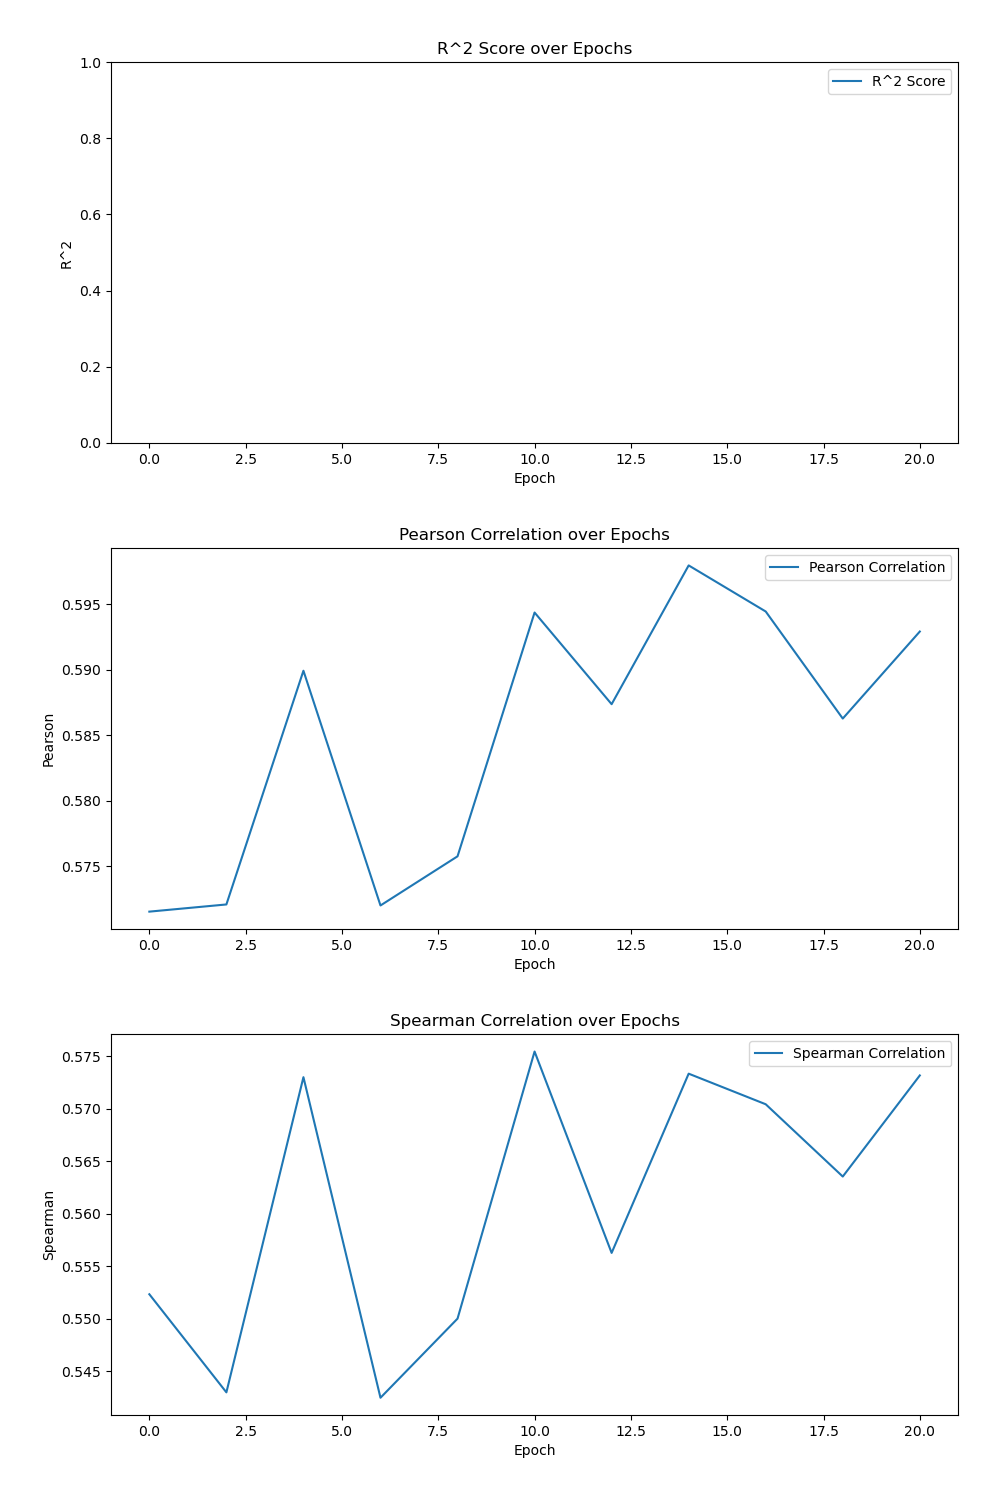 R^2 Score over Epochs
R^2 Score
1.0
0.8
0.6
0.4
0.2
0.0
R^2
0.0 2.5 5.0 7.5 10.0 12.5 15.0 17.5 20.0
Epoch
Pearson Correlation over Epochs
Pearson Correlation
0.595
0.590
0.585
0.580
0.575
Pearson
0.0 2.5 5.0 7.5 10.0 12.5 15.0 17.5 20.0
Epoch
Spearman Correlation over Epochs
Spearman Correlation
0.575
0.570
0.565
0.560
0.555
0.550
0.545
Spearman
0.0 2.5 5.0 7.5 10.0 12.5 15.0 17.5 20.0
Epoch